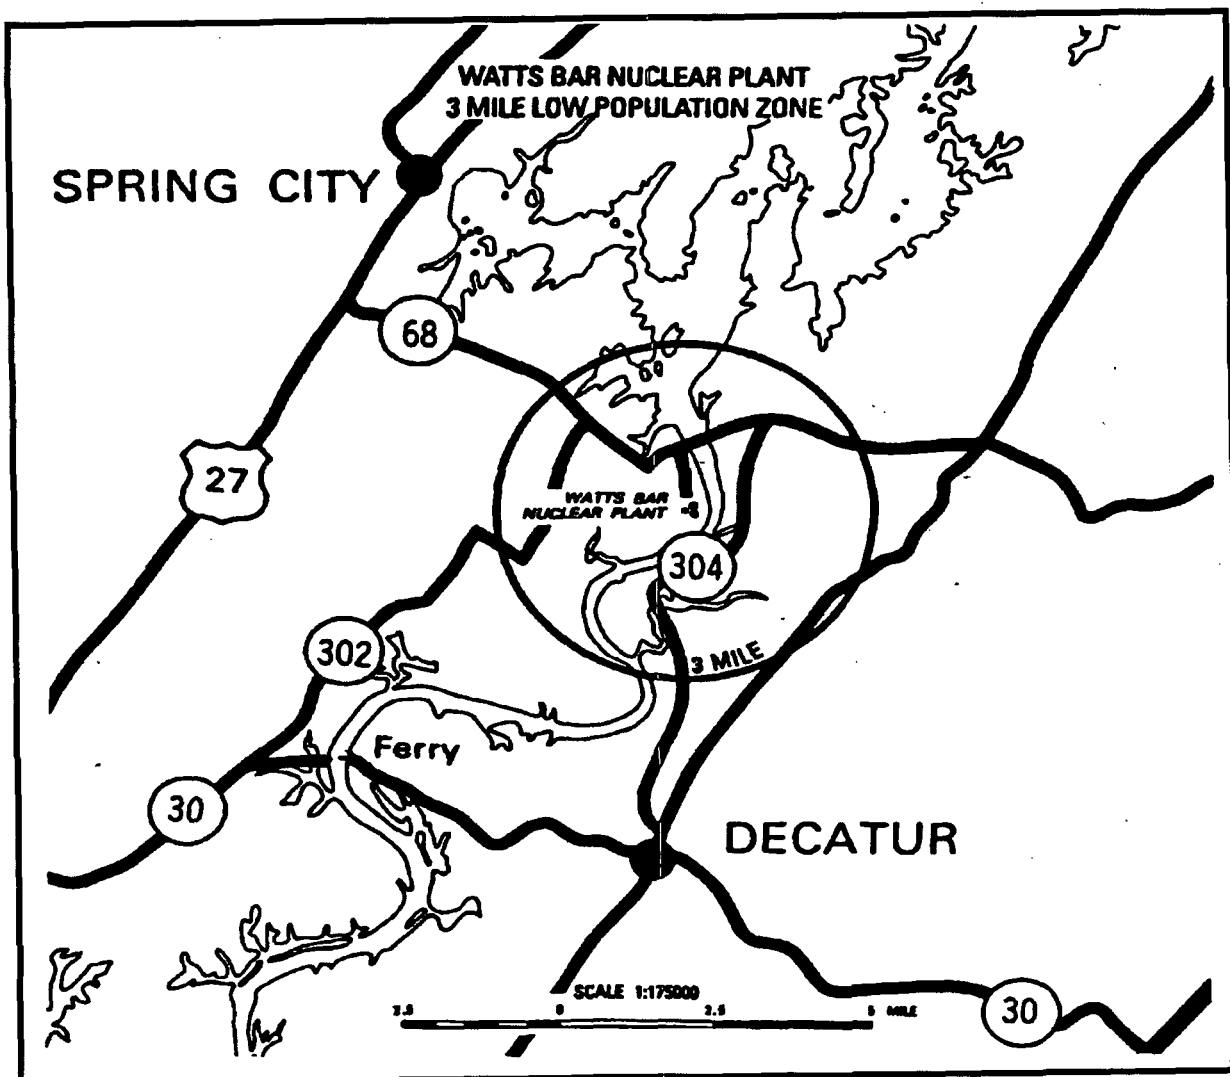 WATTS BAR NUCLEAR PLANT
3 MILE LOW POPULATION ZONE
SPRING CITY
68
27
WATTS BAR
NUCLEAR PLANT
304
302
3 MILE
Ferry
30
DECATUR
SCALE 1:175000
2.5 0 2.5 5 MILE
30